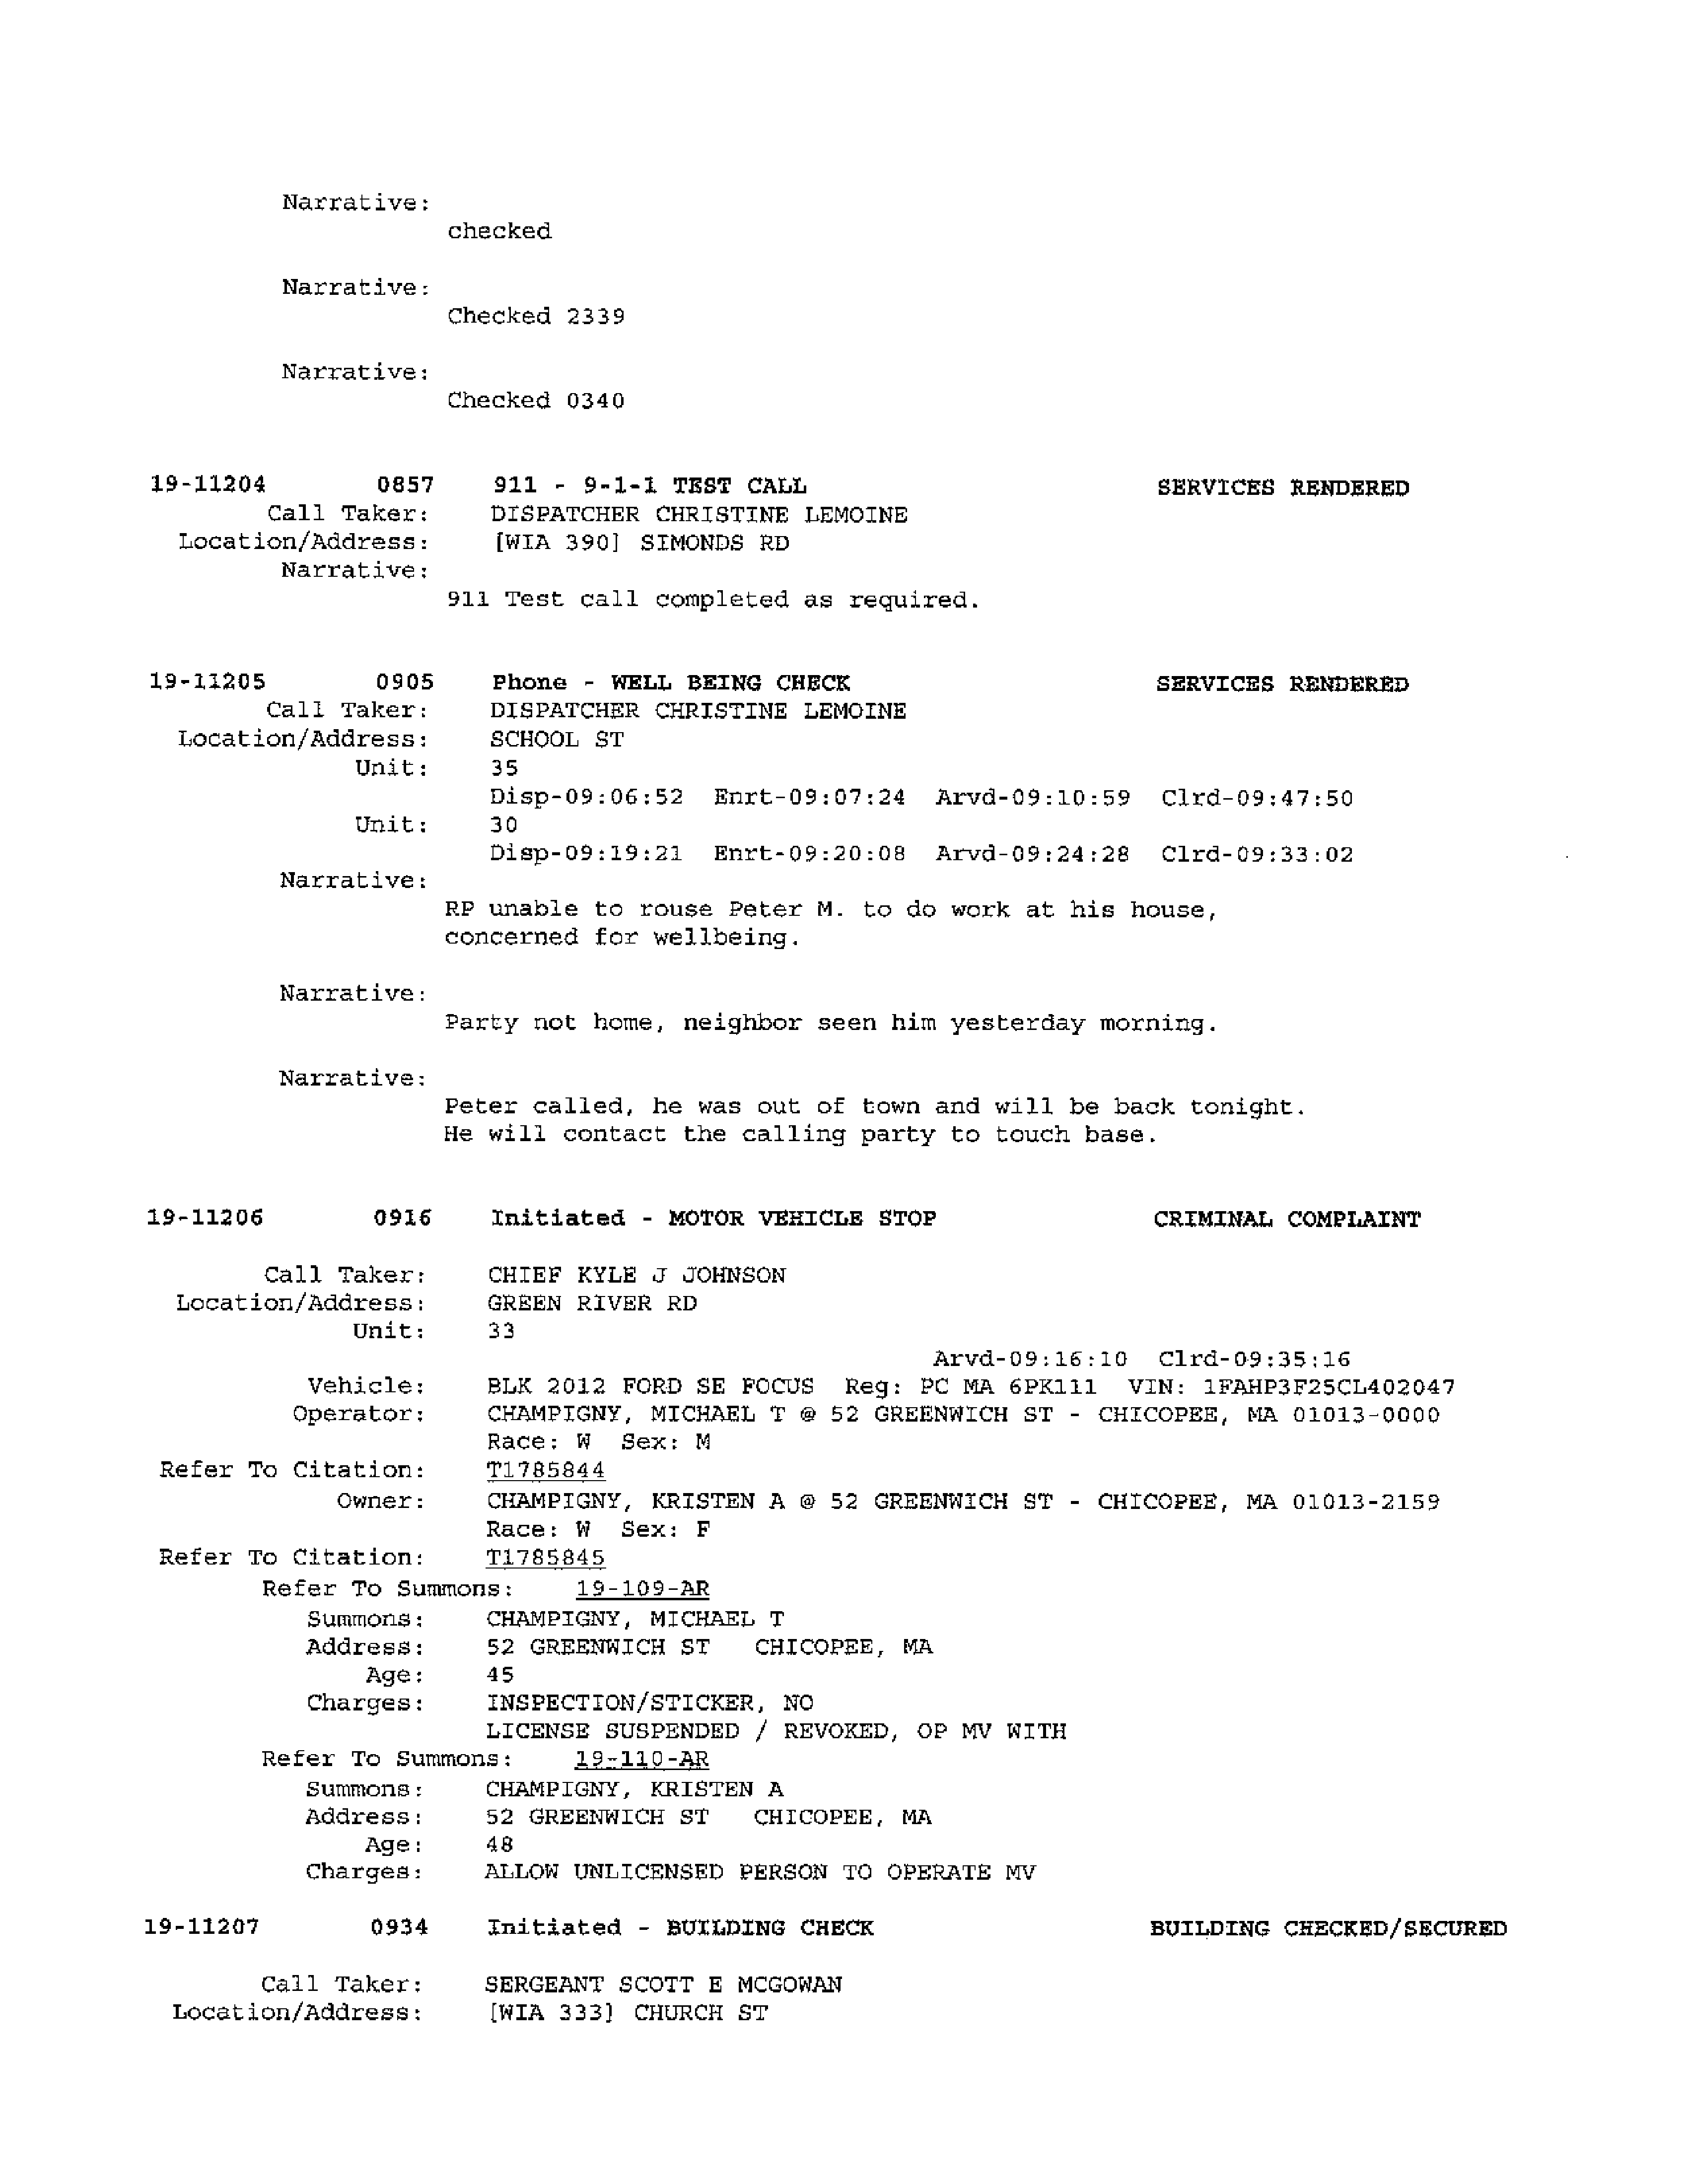 Narrative:
checked
Narrative:
Checked 2339
Narrative:
Checked 0340
19-11204 0857 911 - 9-1-1 TEST CALL SERVICES RENDERED
Call Taker: DISPATCHER CHRISTINE LEMOINE
Location/Address: [WIA 390] SIMONDS RD
Narrative:
911 Test call completed as required.
19-11205 0905 Phone - WELL BEING CHECK SERVICES RENDERED
Call Taker: DISPATCHER CHRISTINE LEMOINE
Location/Address: SCHOOL ST
Unit: 35
Disp-09:06:52 Enrt-09:07:24 Arvd-09:10:59 Clrd-09:47:50
Unit: 30
Disp-09:19:21 Enrt-09:20:08 Arvd-09:24:28 Clrd-09:33:02
Narrative:
RP unable to rouse Peter M. to do work at his house,
concerned for wellbeing.
Narrative:
Party not home, neighbor seen him yesterday morning.
Narrative:
Peter called, he was out of town and will be back tonight.
He will contact the calling party to touch base.
19-11206 0916 Initiated - MOTOR VEHICLE STOP CRIMINAL COMPLAINT
Call Taker: CHIEF KYLE J JOHNSON
Location/Address: GREEN RIVER RD
Unit: 33
Arvd-09:16:10 Clrd-09:35:16
Vehicle: BLK 2012 FORD SE FOCUS Reg: PC MA 6PK111 VIN: 1FAHP3F25CL402047
Operator: CHAMPIGNY, MICHAEL T @ 52 GREENWICH ST - CHICOPEE, MA 01013-0000
Race: W Sex: M
Refer To Citation: T1785844
Owner: CHAMPIGNY, KRISTEN A @ 52 GREENWICH ST - CHICOPEE, MA 01013-2159
Race: W Sex: F
Refer To Citation: T1785845
Refer To Summons: 19-109-AR
Summons: CHAMPIGNY, MICHAEL T
Address: 52 GREENWICH ST CHICOPEE, MA
Age: 45
Charges: INSPECTION/STICKER, NO
LICENSE SUSPENDED / REVOKED, OP MV WITH
Refer To Summons: 19-110-AR
Summons: CHAMPIGNY, KRISTEN A
Address: 52 GREENWICH ST CHICOPEE, MA
Age: 48
Charges: ALLOW UNLICENSED PERSON TO OPERATE MV
19-11207 0934 Initiated - BUILDING CHECK BUILDING CHECKED/SECURED
Call Taker: SERGEANT SCOTT E MCGOWAN
Location/Address: [WIA 333] CHURCH ST